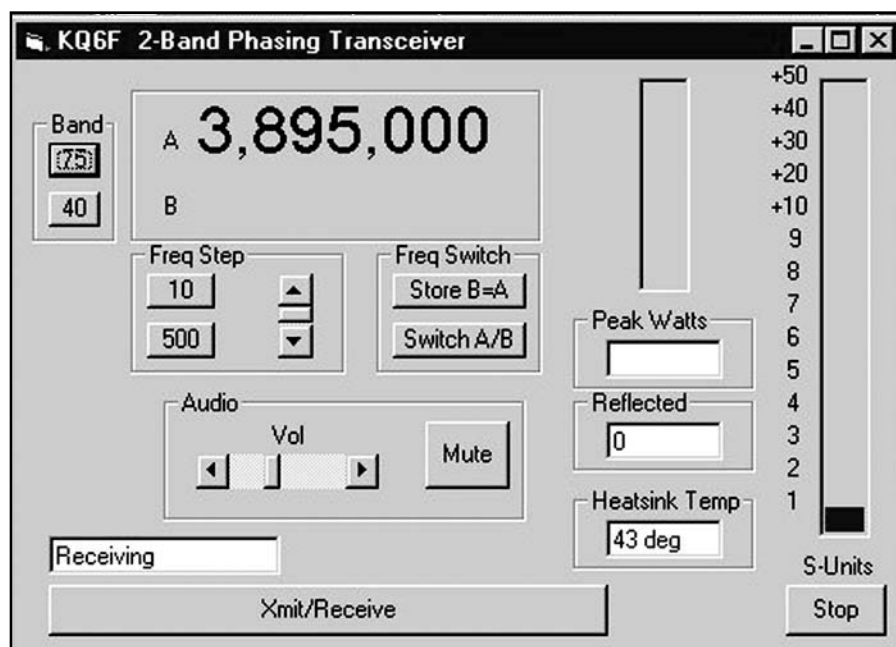 KQ6F 2-Band Phasing Transceiver
Band
75
40
A 3,895,000
B
Freq Step
10
500
Freq Switch
Store B=A
Switch A/B
Audio
Vol
Mute
Receiving
Xmit/Receive
Peak Watts
Reflected
0
Heatsink Temp
43 deg
+50
+40
+30
+20
+10
9
8
7
6
5
4
3
2
1
S-Units
Stop